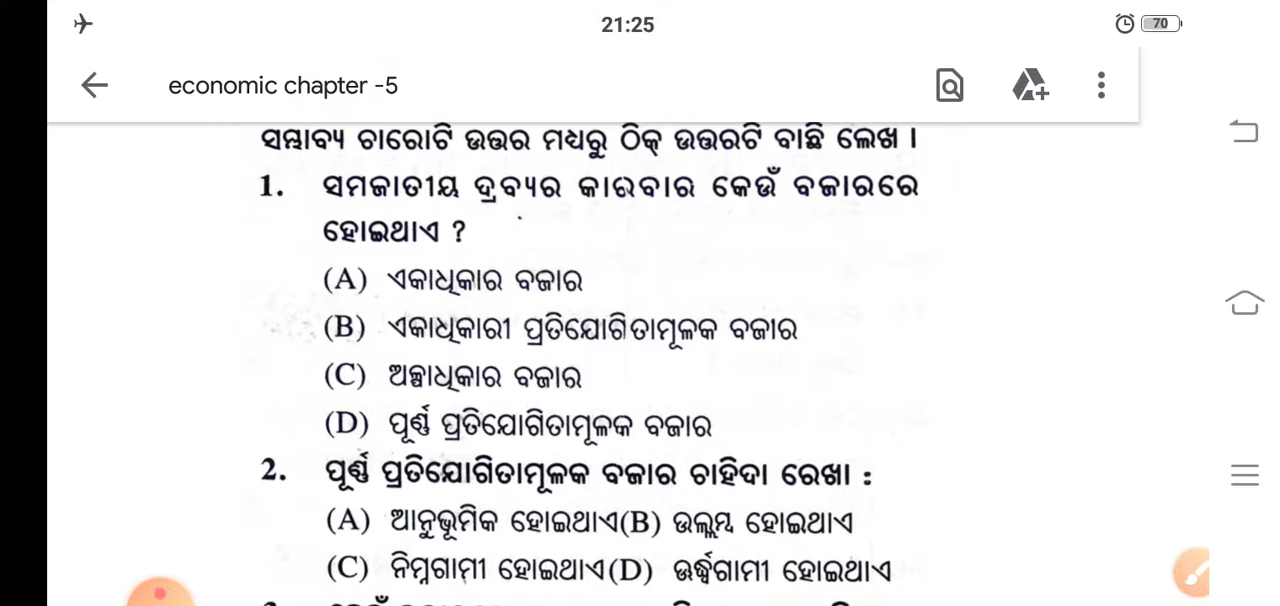 21:25
70
economic chapter -5
ସମ୍ଭାବ୍ୟ ଚାରୋଟି ଉତ୍ତର ମଧ୍ୟରୁ ଠିକ୍ ଉତ୍ତରଟି ବାଛି ଲେଖ ।
1. ସମଜାତୀୟ ଦ୍ରବ୍ୟର କାରବାର କେଉଁ ବଜାରରେ
ହୋଇଥାଏ ?
(A) ଏକାଧିକାର ବଜାର
(B) ଏକାଧିକାରୀ ପ୍ରତିଯୋଗିତାମୂଳକ ବଜାର
(C) ଅଳ୍ପାଧିକାର ବଜାର
(D) ପୂର୍ଣ୍ଣ ପ୍ରତିଯୋଗିତାମୂଳକ ବଜାର
2. ପୂର୍ଣ୍ଣ ପ୍ରତିଯୋଗିତାମୂଳକ ବଜାର ଚାହିଦା ରେଖା :
(A) ଆନୁଭୂମିକ ହୋଇଥାଏ(B) ଉଲ୍ଲମ୍ବ ହୋଇଥାଏ
(C) ନିମ୍ନଗାମୀ ହୋଇଥାଏ(D) ଊର୍ଦ୍ଧ୍ୱଗାମୀ ହୋଇଥାଏ